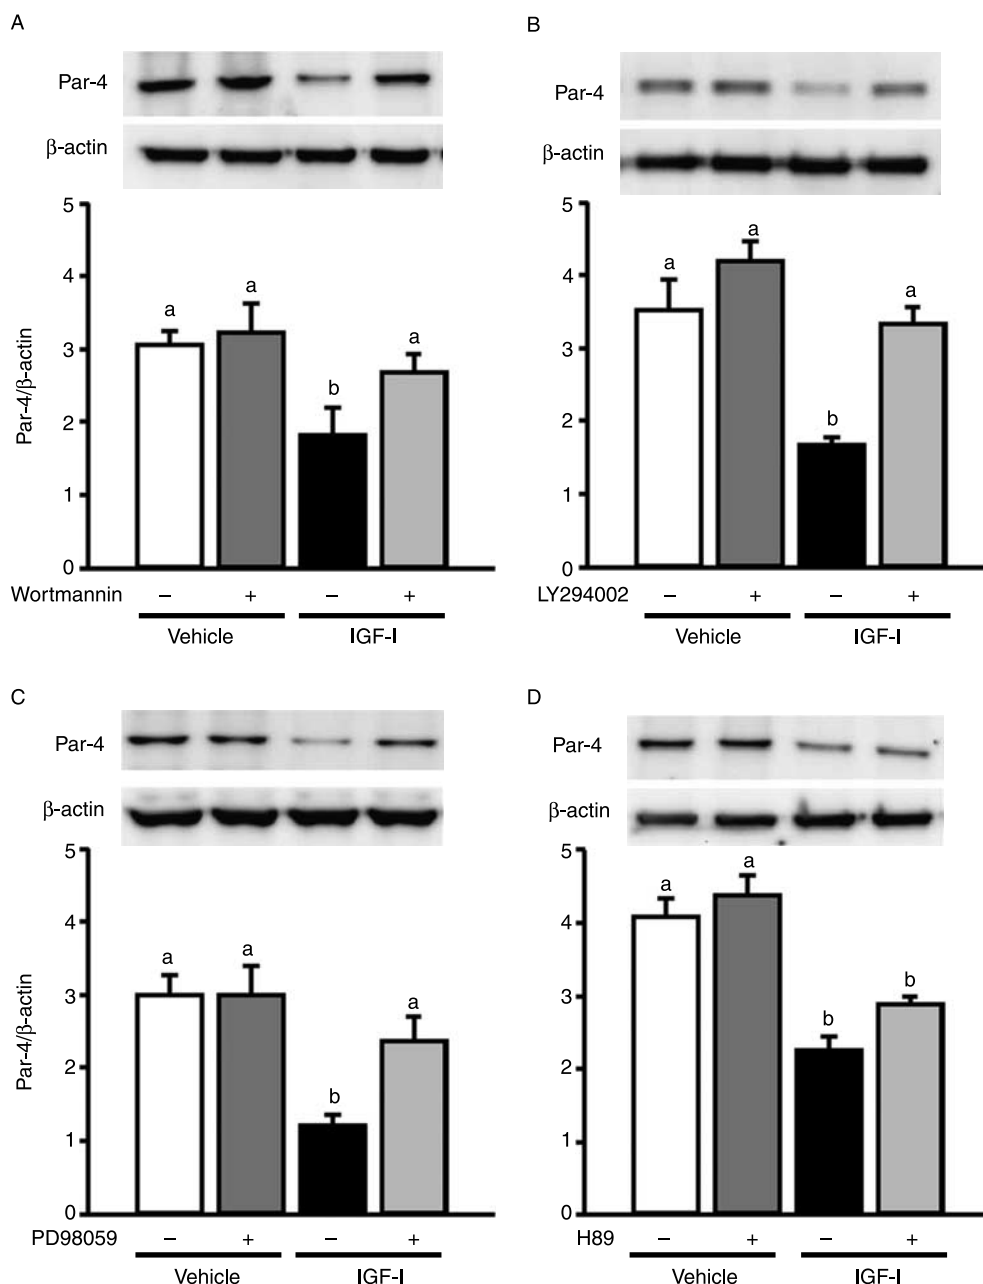 A
Par-4
β-actin
5
4
3
2
1
0
Par-4/β-actin
a
a
b
a
Wortmannin – + – +
Vehicle IGF-I
B
Par-4
β-actin
5
4
3
2
1
0
a
a
b
a
LY294002 – + – +
Vehicle IGF-I
C
Par-4
β-actin
5
4
3
2
1
0
Par-4/β-actin
a
a
b
a
PD98059 – + – +
Vehicle IGF-I
D
Par-4
β-actin
5
4
3
2
1
0
a
a
b
b
H89 – + – +
Vehicle IGF-I